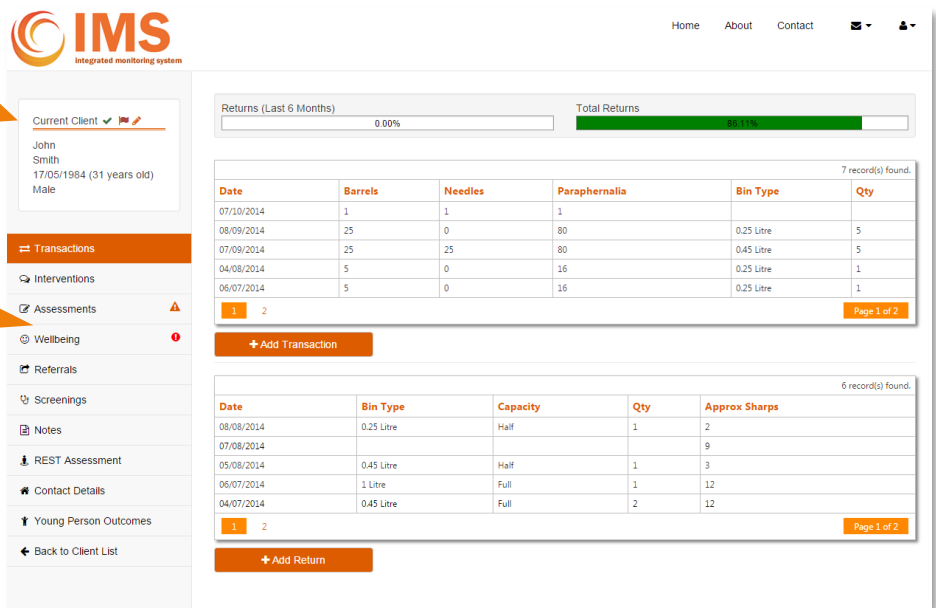 IMS
integrated monitoring system
Home About Contact
Current Client
John
Smith
17/05/1984 (31 years old)
Male
Transactions
Interventions
Assessments
Wellbeing
Referrals
Screenings
Notes
REST Assessment
Contact Details
Young Person Outcomes
Back to Client List
Returns (Last 6 Months) Total Returns
0.00% 86.11%
7 record(s) found.
Date Barrels Needles Paraphernalia Bin Type Qty
07/10/2014 1 1 1
08/09/2014 25 0 80 0.25 Litre 5
07/09/2014 25 25 80 0.45 Litre 5
04/08/2014 5 0 16 0.25 Litre 1
06/07/2014 5 0 16 0.25 Litre 1
1 2 Page 1 of 2
+ Add Transaction
6 record(s) found.
Date Bin Type Capacity Qty Approx Sharps
08/08/2014 0.25 Litre Half 1 2
07/08/2014 9
05/08/2014 0.45 Litre Half 1 3
06/07/2014 1 Litre Full 1 12
04/07/2014 0.45 Litre Full 2 12
1 2 Page 1 of 2
+ Add Return